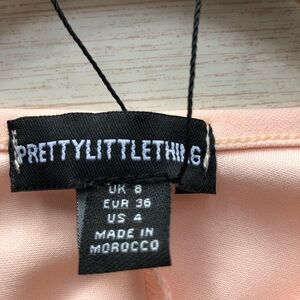 PRETTYLITTLETHING
UK 8
EUR 36
US 4
MADE IN
MOROCCO